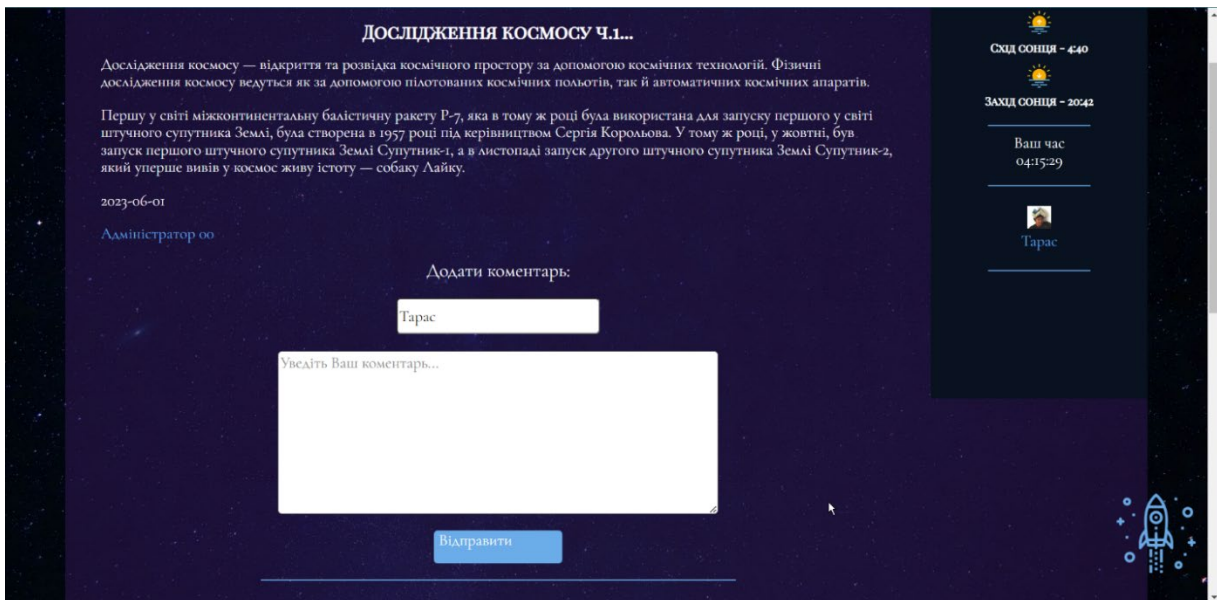 Дослідження космосу ч.1...
Дослідження космосу — відкриття та розвідка космічного простору за допомогою космічних технологій. Фізичні
дослідження космосу ведуться як за допомогою пілотованих космічних польотів, так й автоматичних космічних апаратів.
Першу у світі міжконтинентальну балістичну ракету Р-7, яка в тому ж році була використана для запуску першого у світі
штучного супутника Землі, була створена в 1957 році під керівництвом Сергія Корольова. У тому ж році, у жовтні, був
запуск першого штучного супутника Землі Супутник-1, а в листопаді запуск другого штучного супутника Землі Супутник-2,
який уперше вивів у космос живу істоту — собаку Лайку.
2023-06-01
Адміністратор оо
Додати коментарь:
Тарас
Уведіть Ваш коментарь...
Відправити
Схід сонця - 4:40
Захід сонця - 20:42
Ваш час
04:15:29
Тарас